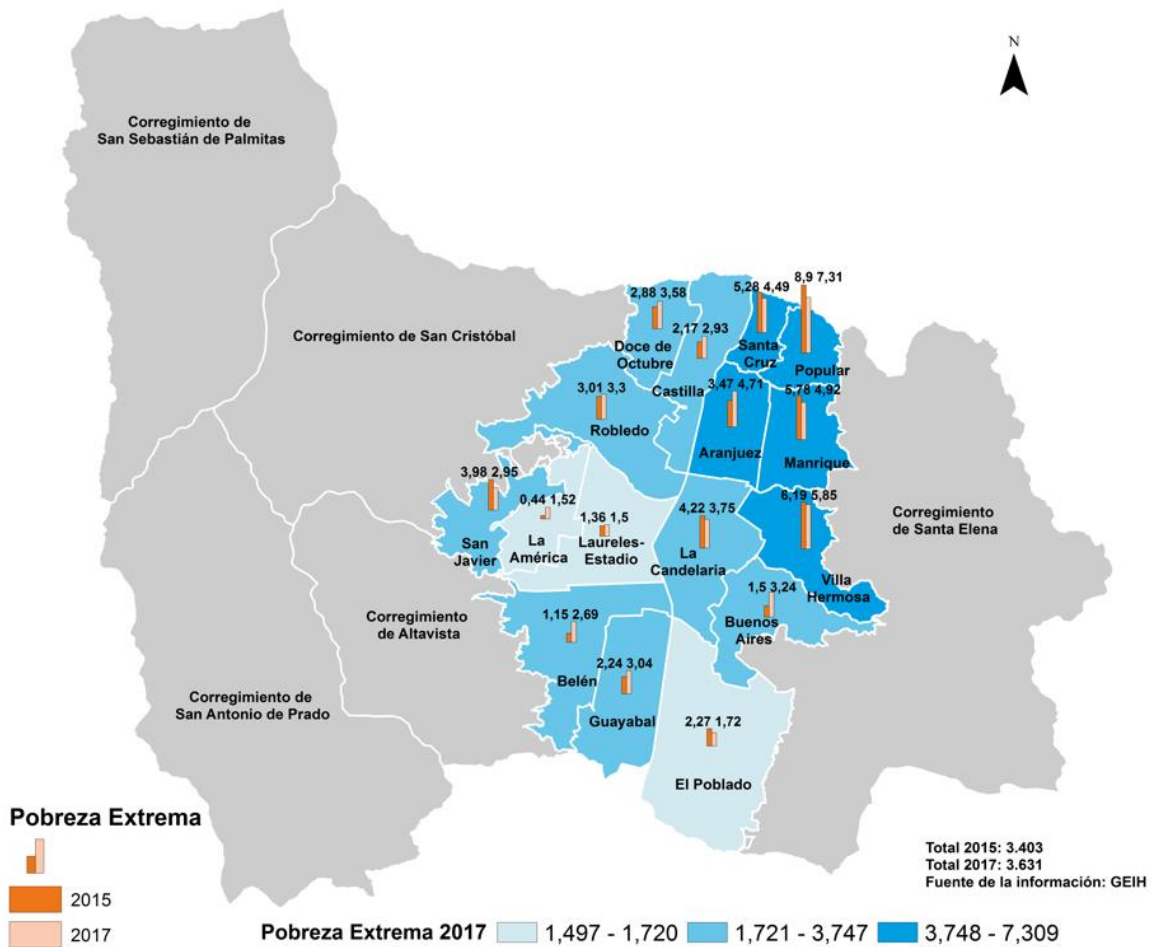 N
Corregimiento de
San Sebastián de Palmitas
Corregimiento de San Cristóbal
2,88 3,58
Doce de
Octubre
2,17 2,93
Castilla
5,28 4,49
Santa
Cruz
8,9 7,31
Popular
3,01 3,3
Robledo
3,47 4,71
Aranjuez
5,78 4,92
Manrique
3,98 2,95
San
Javier
0,44 1,52
La
América
1,36 1,5
Laureles-
Estadio
4,22 3,75
La
Candelaria
6,19 5,85
Villa
Hermosa
Corregimiento
de Santa Elena
1,5 3,24
Buenos
Aires
Corregimiento
de Altavista
1,15 2,69
Belén
2,24 3,04
Guayabal
Corregimiento de
San Antonio de Prado
2,27 1,72
El Poblado
Pobreza Extrema
2015
2017
Total 2015: 3.403
Total 2017: 3.631
Fuente de la información: GEIH
Pobreza Extrema 2017 1,497 - 1,720 1,721 - 3,747 3,748 - 7,309